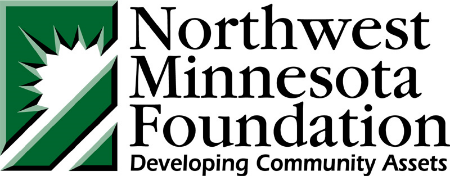 Northwest
Minnesota
Foundation
Developing Community Assets